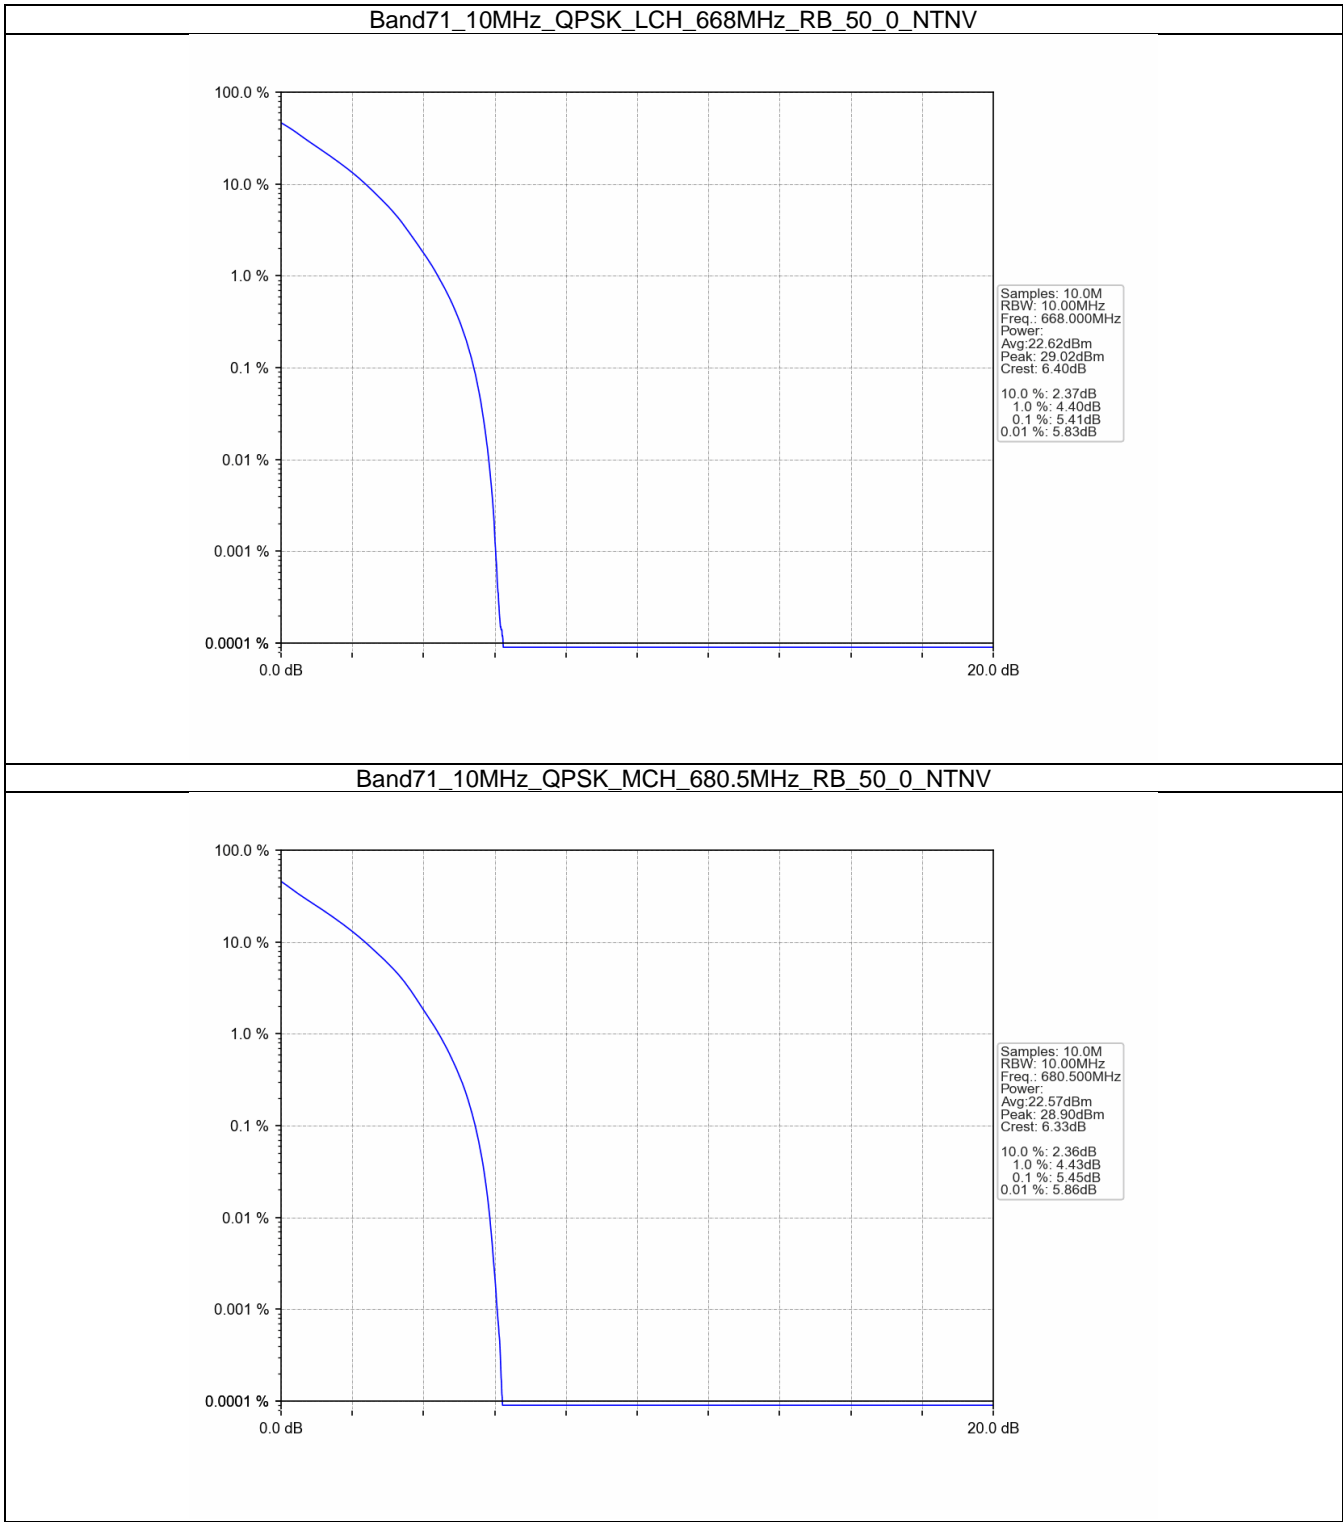 Band71_10MHz_QPSK_LCH_668MHz_RB_50_0_NTNV
100.0 %
10.0 %
1.0 %
0.1 %
0.01 %
0.001 %
0.0001 %
0.0 dB
20.0 dB
Samples: 10.0M
RBW: 10.00MHz
Freq.: 668.000MHz
Power:
Avg:22.62dBm
Peak: 29.02dBm
Crest: 6.40dB
10.0 %: 2.37dB
1.0 %: 4.40dB
0.1 %: 5.41dB
0.01 %: 5.83dB
Band71_10MHz_QPSK_MCH_680.5MHz_RB_50_0_NTNV
100.0 %
10.0 %
1.0 %
0.1 %
0.01 %
0.001 %
0.0001 %
0.0 dB
20.0 dB
Samples: 10.0M
RBW: 10.00MHz
Freq.: 680.500MHz
Power:
Avg:22.57dBm
Peak: 28.90dBm
Crest: 6.33dB
10.0 %: 2.36dB
1.0 %: 4.43dB
0.1 %: 5.45dB
0.01 %: 5.86dB